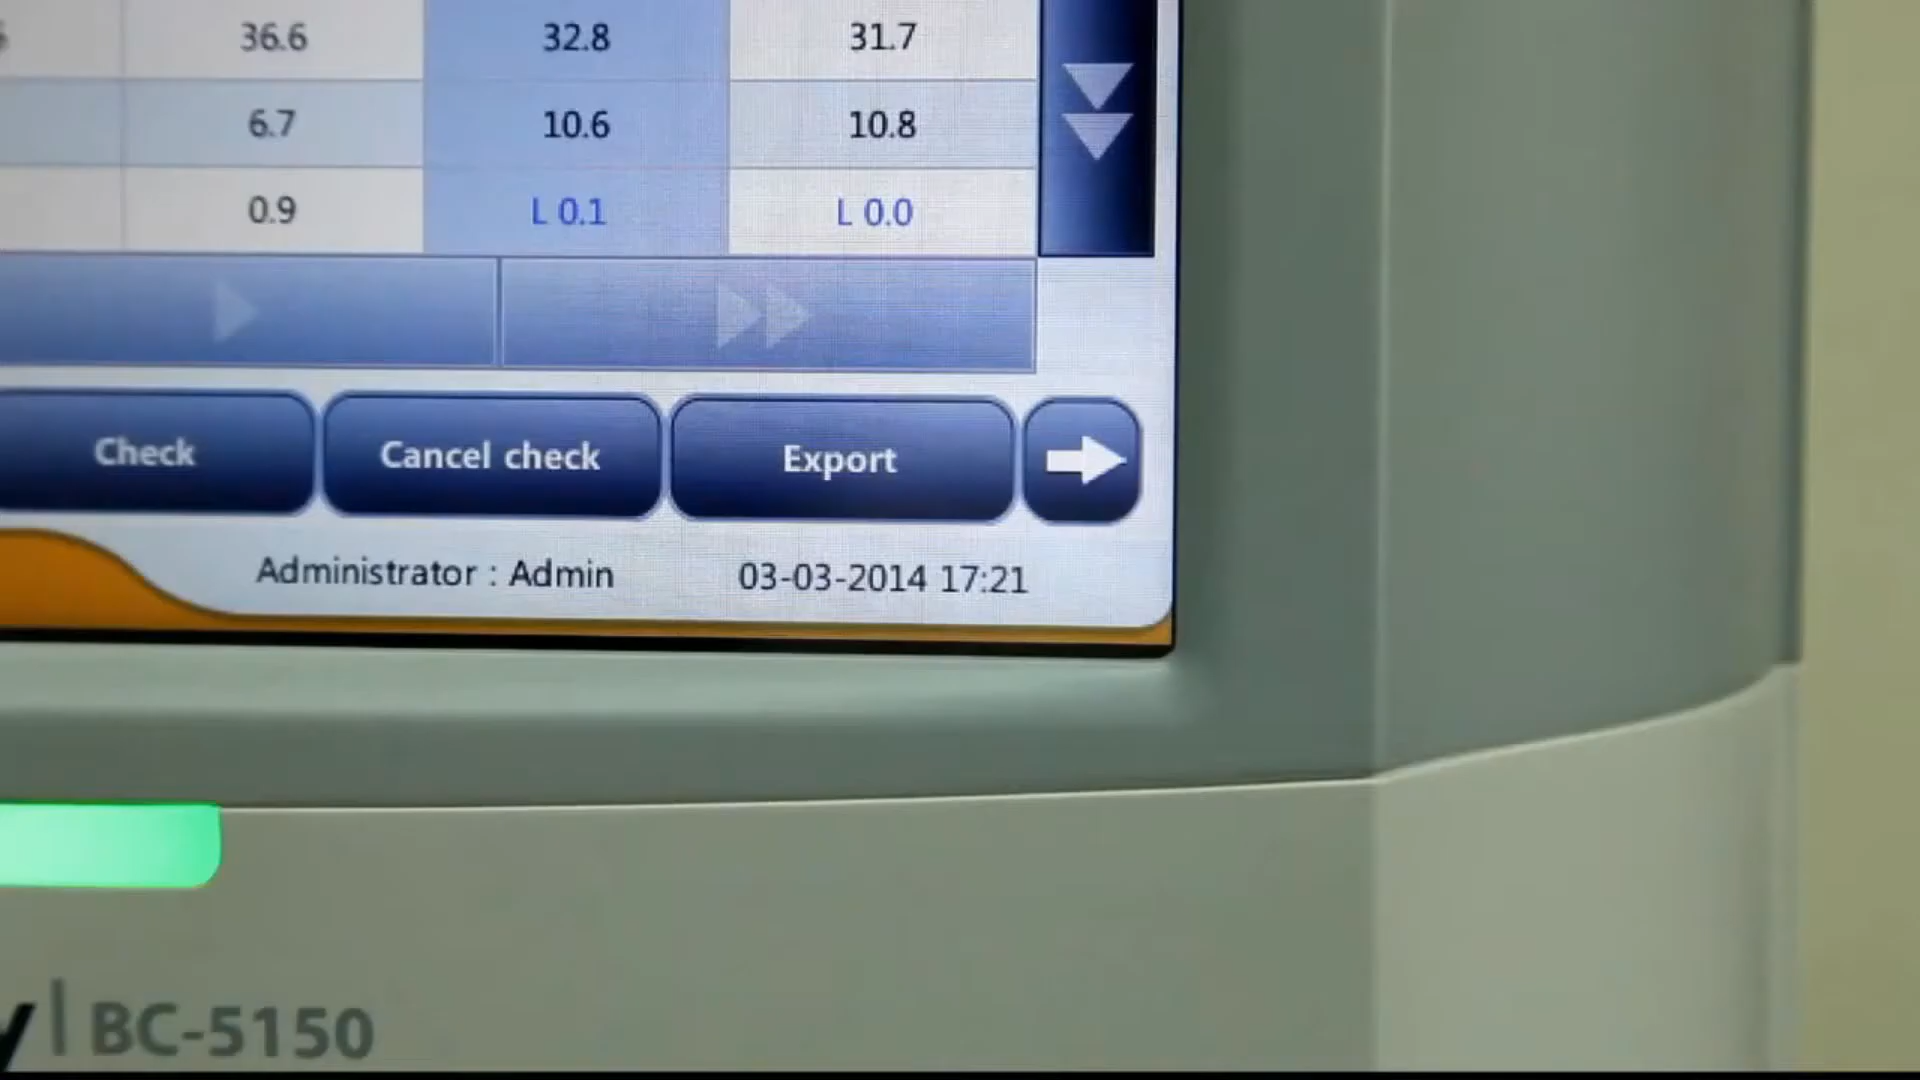 36.6 32.8 31.7
6.7 10.6 10.8
0.9 L 0.1 L 0.0
Check Cancel check Export
Administrator : Admin 03-03-2014 17:21
y | BC-5150